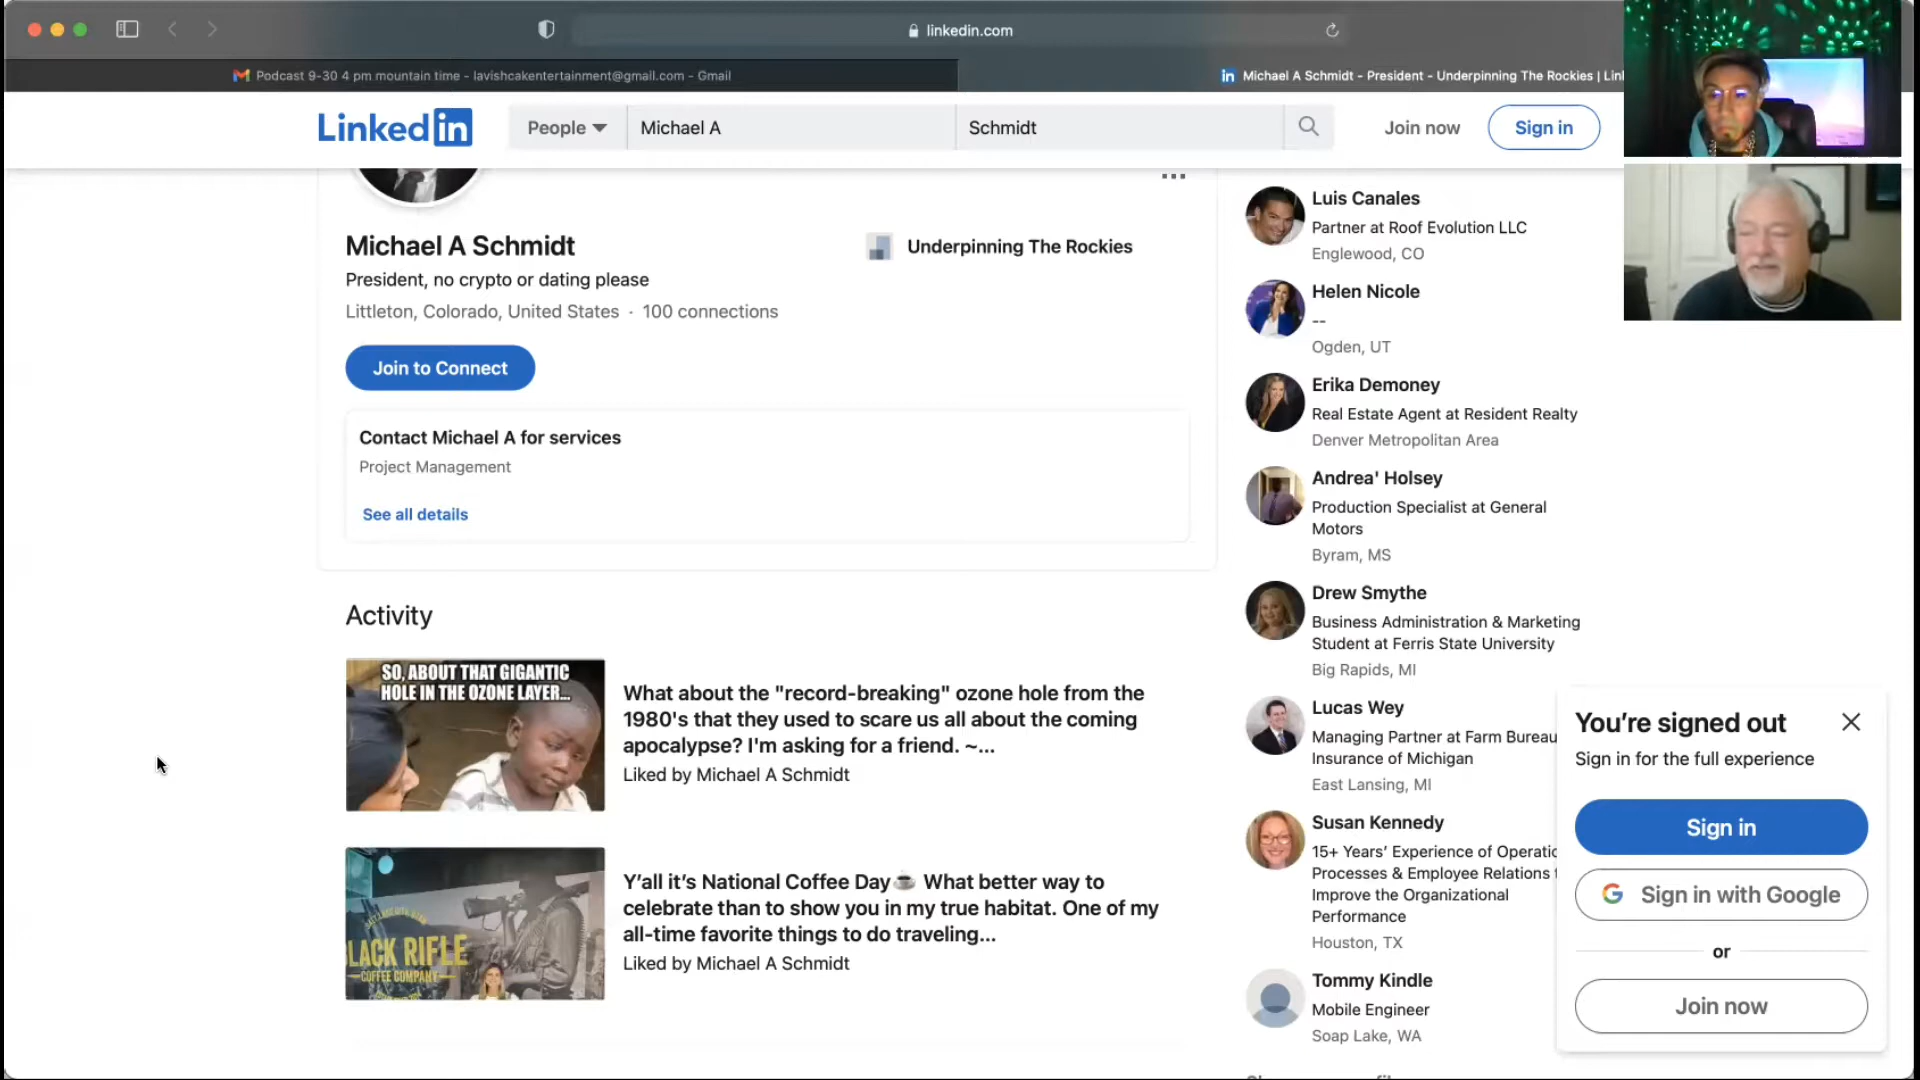 linkedin.com
Podcast 9-30 4 pm mountain time - lavishcakentertainment@gmail.com - Gmail
in Michael A Schmidt - President - Underpinning The Rockies | Lin
Linked in
People
Michael A
Schmidt
Join now
Sign in
Michael A Schmidt
Underpinning The Rockies
President, no crypto or dating please
Littleton, Colorado, United States · 100 connections
Join to Connect
Contact Michael A for services
Project Management
See all details
Activity
SO, ABOUT THAT GIGANTIC
HOLE IN THE OZONE LAYER...
What about the "record-breaking" ozone hole from the
1980's that they used to scare us all about the coming
apocalypse? I'm asking for a friend. ~...
Liked by Michael A Schmidt
LACK RIFLE
COFFEE COMPANY
Y’all it’s National Coffee Day☕ What better way to
celebrate than to show you in my true habitat. One of my
all-time favorite things to do traveling...
Liked by Michael A Schmidt
Luis Canales
Partner at Roof Evolution LLC
Englewood, CO
Helen Nicole
--
Ogden, UT
Erika Demoney
Real Estate Agent at Resident Realty
Denver Metropolitan Area
Andrea' Holsey
Production Specialist at General
Motors
Byram, MS
Drew Smythe
Business Administration & Marketing
Student at Ferris State University
Big Rapids, MI
Lucas Wey
Managing Partner at Farm Bureau
Insurance of Michigan
East Lansing, MI
Susan Kennedy
15+ Years’ Experience of Operatio
Processes & Employee Relations
Improve the Organizational
Performance
Houston, TX
Tommy Kindle
Mobile Engineer
Soap Lake, WA
You’re signed out
Sign in for the full experience
Sign in
Sign in with Google
or
Join now